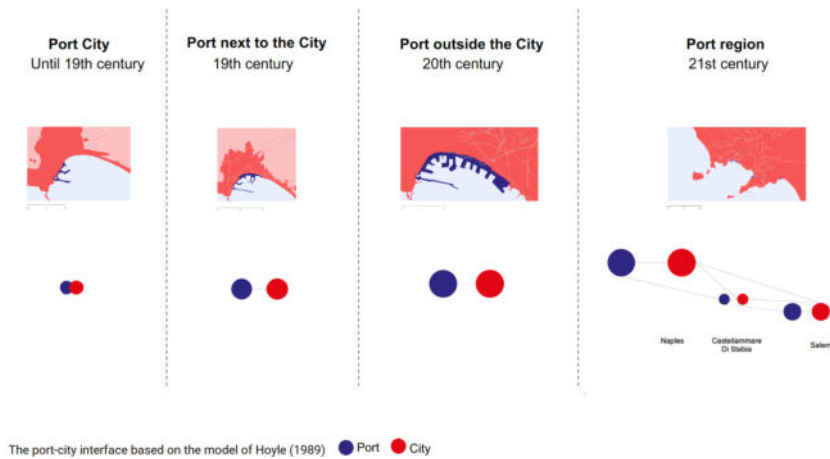 Port City
Until 19th century
Port next to the City
19th century
Port outside the City
20th century
Port region
21st century
Naples
Castellammare
Di Stabia
Salern
The port-city interface based on the model of Hoyle (1989)
Port
City